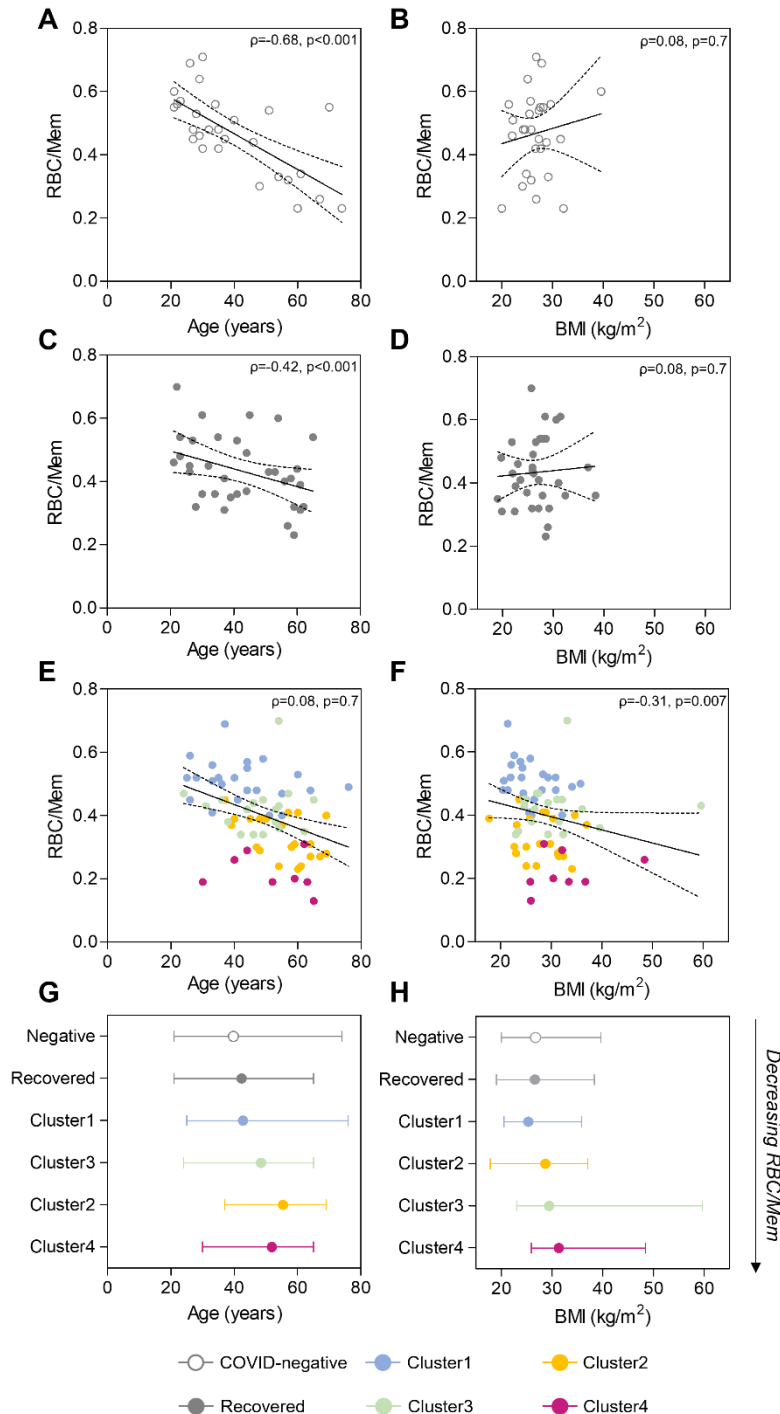 A
ρ=-0.68, p<0.001
RBC/Mem
0.8
0.6
0.4
0.2
0.0
0 20 40 60 80
Age (years)
B
ρ=0.08, p=0.7
RBC/Mem
0.8
0.6
0.4
0.2
0.0
20 30 40 50 60
BMI (kg/m²)
C
ρ=-0.42, p<0.001
RBC/Mem
0.8
0.6
0.4
0.2
0.0
0 20 40 60 80
Age (years)
D
ρ=0.08, p=0.7
RBC/Mem
0.8
0.6
0.4
0.2
0.0
20 30 40 50 60
BMI (kg/m²)
E
ρ=0.08, p=0.7
RBC/Mem
0.8
0.6
0.4
0.2
0.0
0 20 40 60 80
Age (years)
F
ρ=-0.31, p=0.007
RBC/Mem
0.8
0.6
0.4
0.2
0.0
20 30 40 50 60
BMI (kg/m²)
G
Negative
Recovered
Cluster1
Cluster3
Cluster2
Cluster4
0 20 40 60 80
Age (years)
H
Negative
Recovered
Cluster1
Cluster2
Cluster3
Cluster4
20 30 40 50 60
BMI (kg/m²)
Decreasing RBC/Mem
COVID-negative Cluster1 Cluster2
Recovered Cluster3 Cluster4